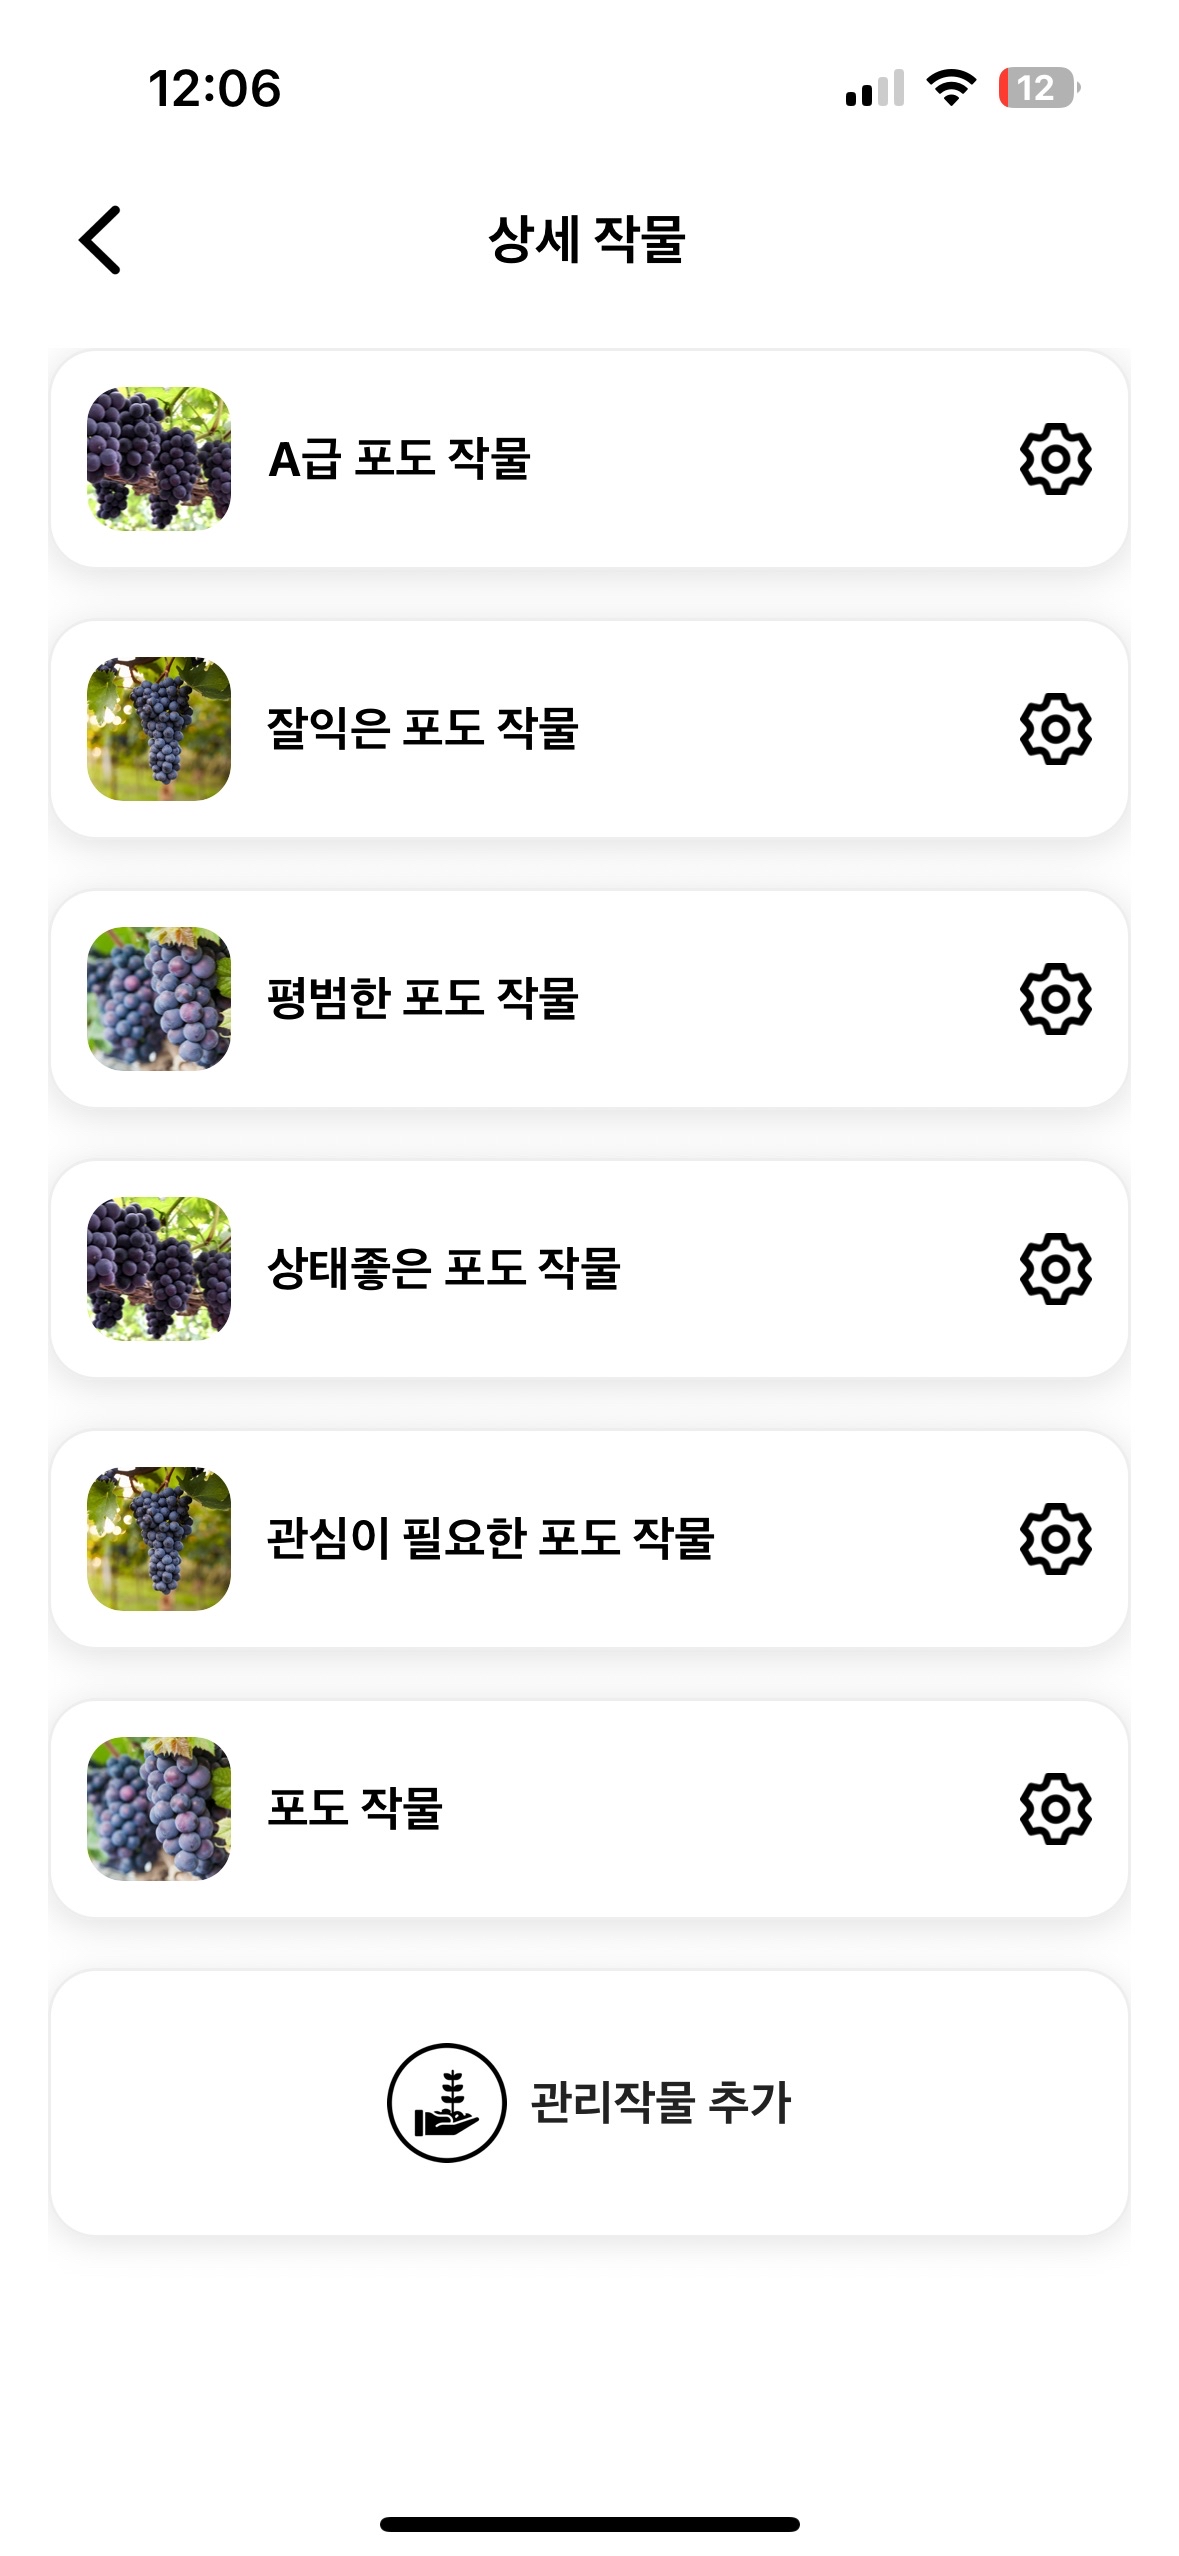 12:06
12
상세 작물
A급 포도 작물
잘익은 포도 작물
평범한 포도 작물
상태좋은 포도 작물
관심이 필요한 포도 작물
포도 작물
관리작물 추가